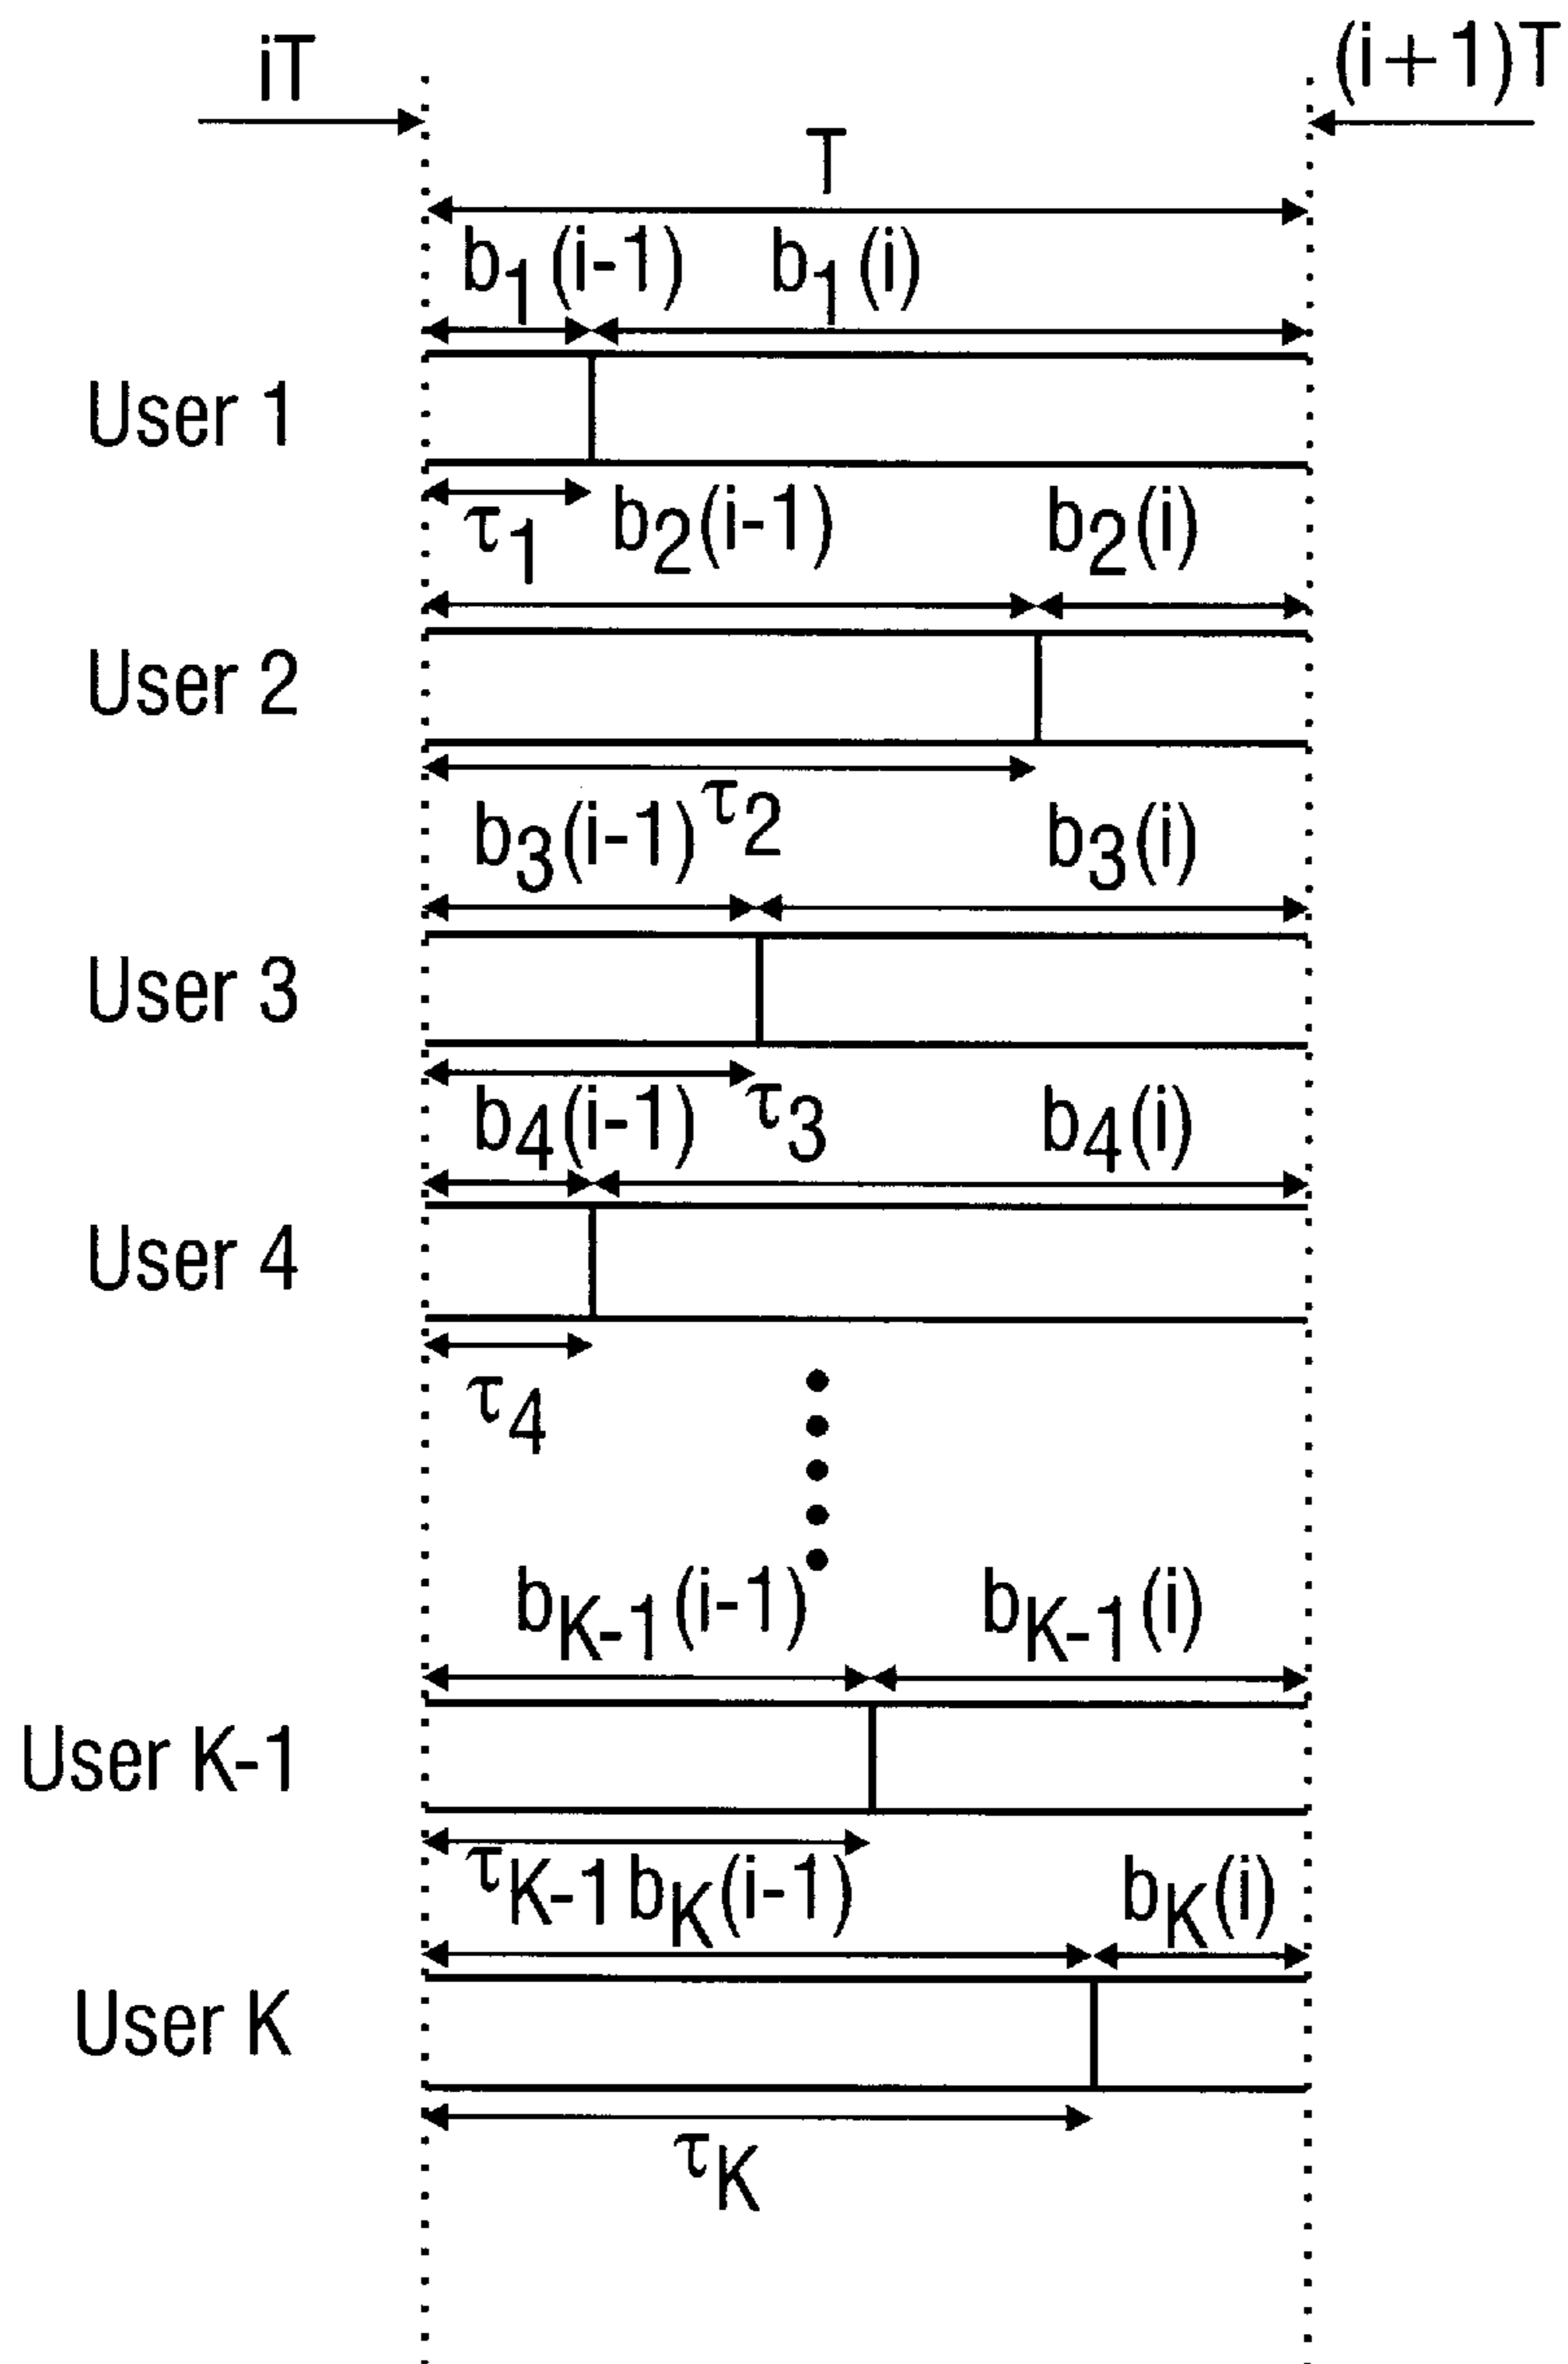 iT (i+1)T
T
b1(i-1) b1(i)
User 1
τ1 b2(i-1) b2(i)
User 2
τ2
b3(i-1) b3(i)
User 3
τ3
b4(i-1) b4(i)
User 4
τ4
bK-1(i-1) bK-1(i)
User K-1
τK-1 bK(i-1) bK(i)
User K
τK